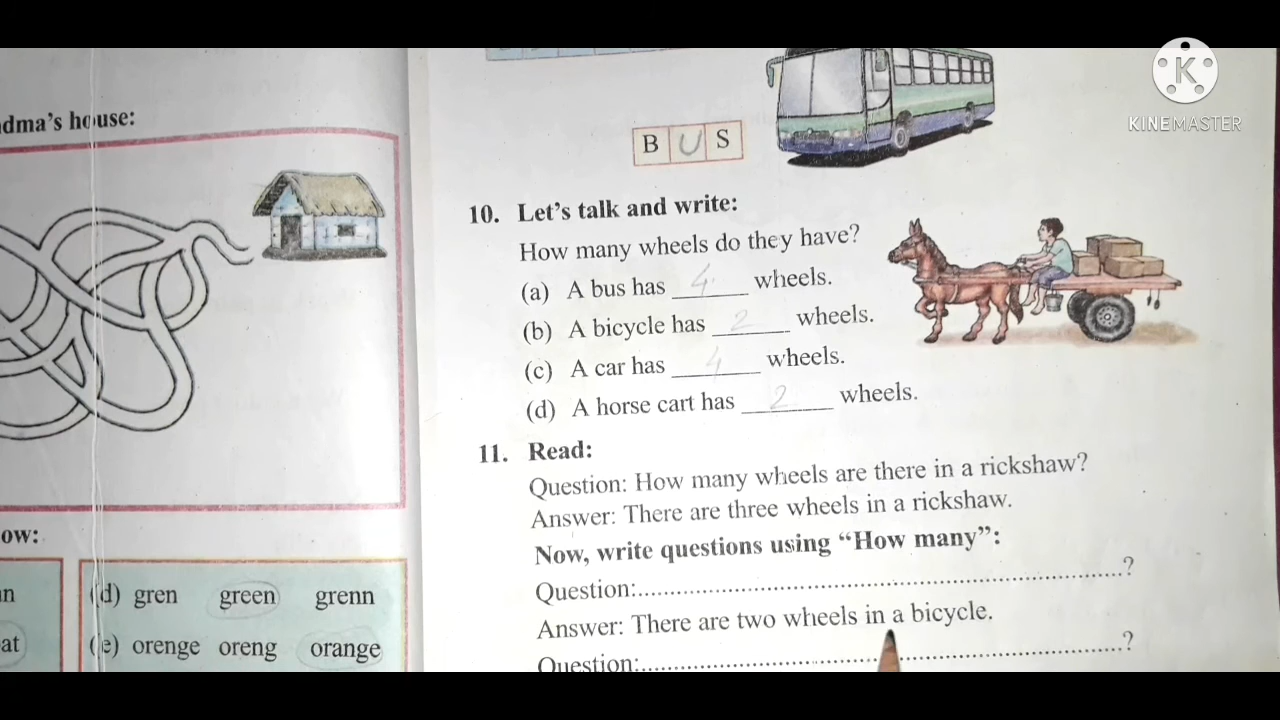 dma's house:
ow:
n
at
(d) gren green grenn
(e) orenge oreng orange
B U S
10. Let's talk and write:
How many wheels do they have?
(a) A bus has 4 wheels.
(b) A bicycle has 2 wheels.
(c) A car has 4 wheels.
(d) A horse cart has 2 wheels.
11. Read:
Question: How many wheels are there in a rickshaw?
Answer: There are three wheels in a rickshaw.
Now, write questions using “How many”:
Question:..........................................................?
Answer: There are two wheels in a bicycle.
Question:..........................................................?
K
KINEMASTER